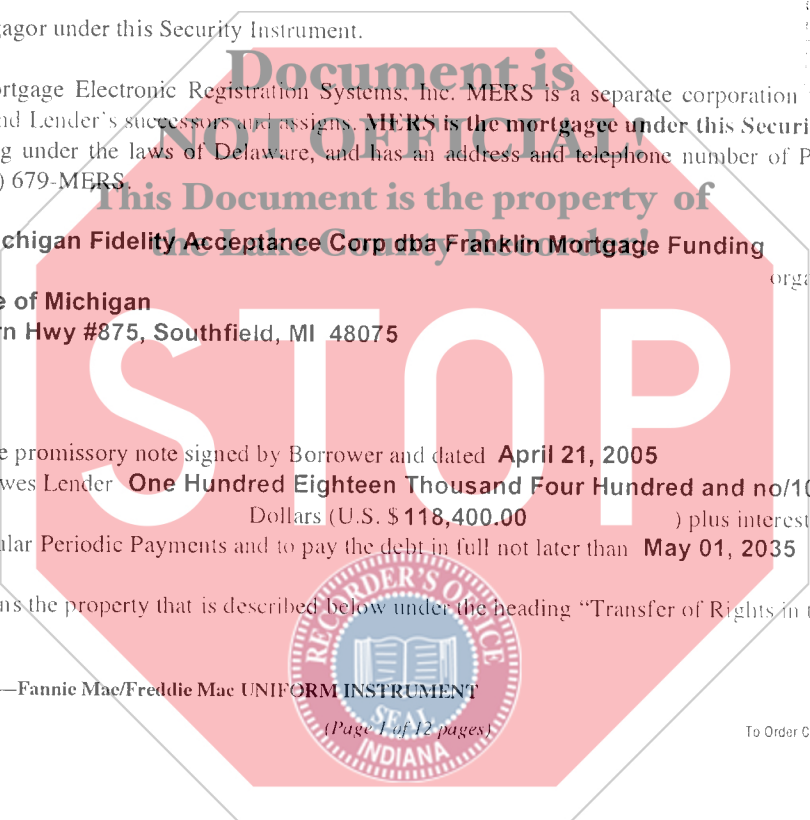 gagor under this Security Instrument.
Document is
ortgage Electronic Registration Systems, Inc. MERS is a separate corporation
nd Lender's successors and assigns. MERS is the mortgagee under this Securi
NOT OFFICIAL!
g under the laws of Delaware, and has an address and telephone number of P
) 679-MERS.
This Document is the property of
chigan Fidelity Acceptance Corp dba Franklin Mortgage Funding
the Lake County Recorder!
orga
e of Michigan
rn Hwy #875, Southfield, MI 48075
STOP
e promissory note signed by Borrower and dated April 21, 2005
wes Lender One Hundred Eighteen Thousand Four Hundred and no/10
Dollars (U.S. $118,400.00 ) plus interest
ular Periodic Payments and to pay the debt in full not later than May 01, 2035
ns the property that is described below under the heading “Transfer of Rights in
RECORDER'S OFFICE
—Fannie Mae/Freddie Mac UNIFORM INSTRUMENT
SEAL
(Page 1 of 12 pages)
To Order C
INDIANA